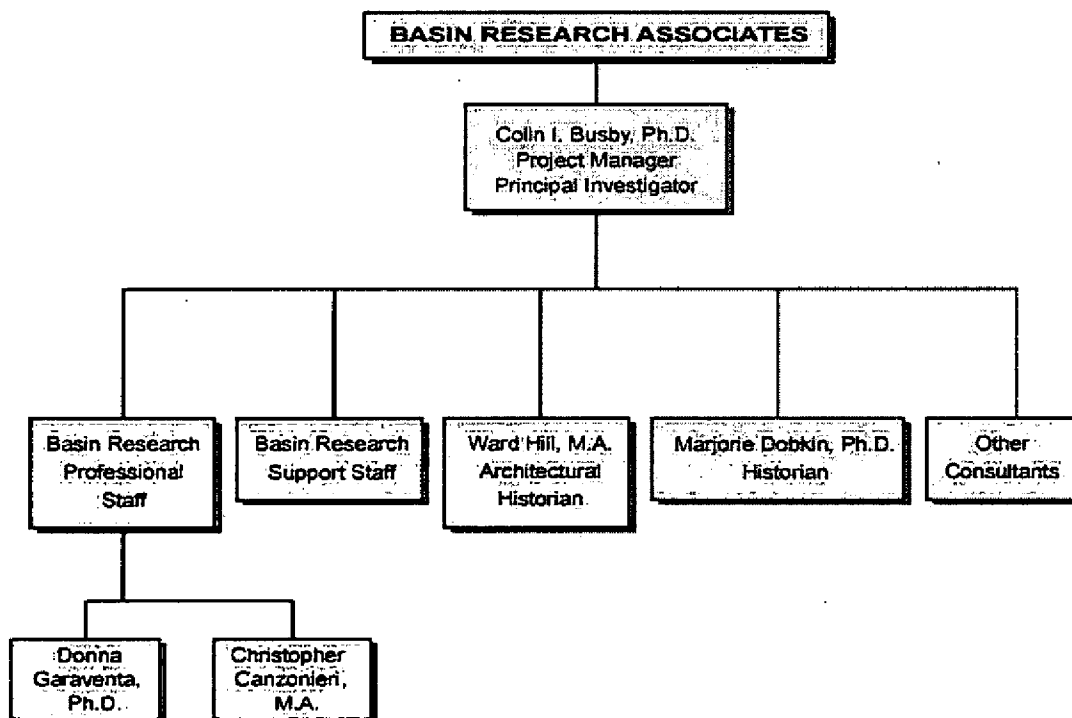 BASIN RESEARCH ASSOCIATES
Colin I. Busby, Ph.D.
Project Manager
Principal Investigator
Basin Research
Professional
Staff
Basin Research
Support Staff
Ward Hill, M.A.
Architectural
Historian
Marjorie Dobkin, Ph.D.
Historian
Other
Consultants
Donna
Garaventa,
Ph.D.
Christopher
Canzonieri,
M.A.